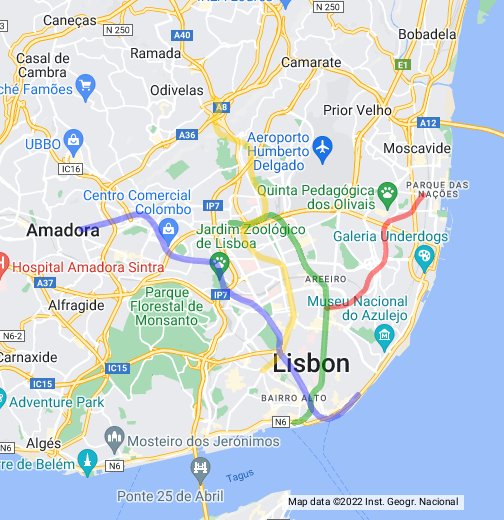 Caneças
N 250
A40
IKEA Loures
Bobadela
Ramada
Camarate
E1
Casal de
Cambra
N 250
ché Famões
Odivelas
A8
Prior Velho
A12
A36
Aeroporto
Humberto
Delgado
Moscavide
UBBO
IC16
Centro Comercial
Colombo
IP7
Quinta Pedagógica
dos Olivais
PARQUE DAS
NAÇÕES
Amadora
Jardim Zoológico
de Lisboa
Galeria Underdogs
Hospital Amadora Sintra
A37
AREEIRO
Alfragide
Parque
Florestal de
Monsanto
IP7
Museu Nacional
do Azulejo
N6-2
Carnaxide
IC15
IC15
Lisbon
Adventure Park
BAIRRO ALTO
N6
Algés
Mosteiro dos Jerónimos
rre de Belém
N6
Tagus
Ponte 25 de Abril
Map data ©2022 Inst. Geogr. Nacional